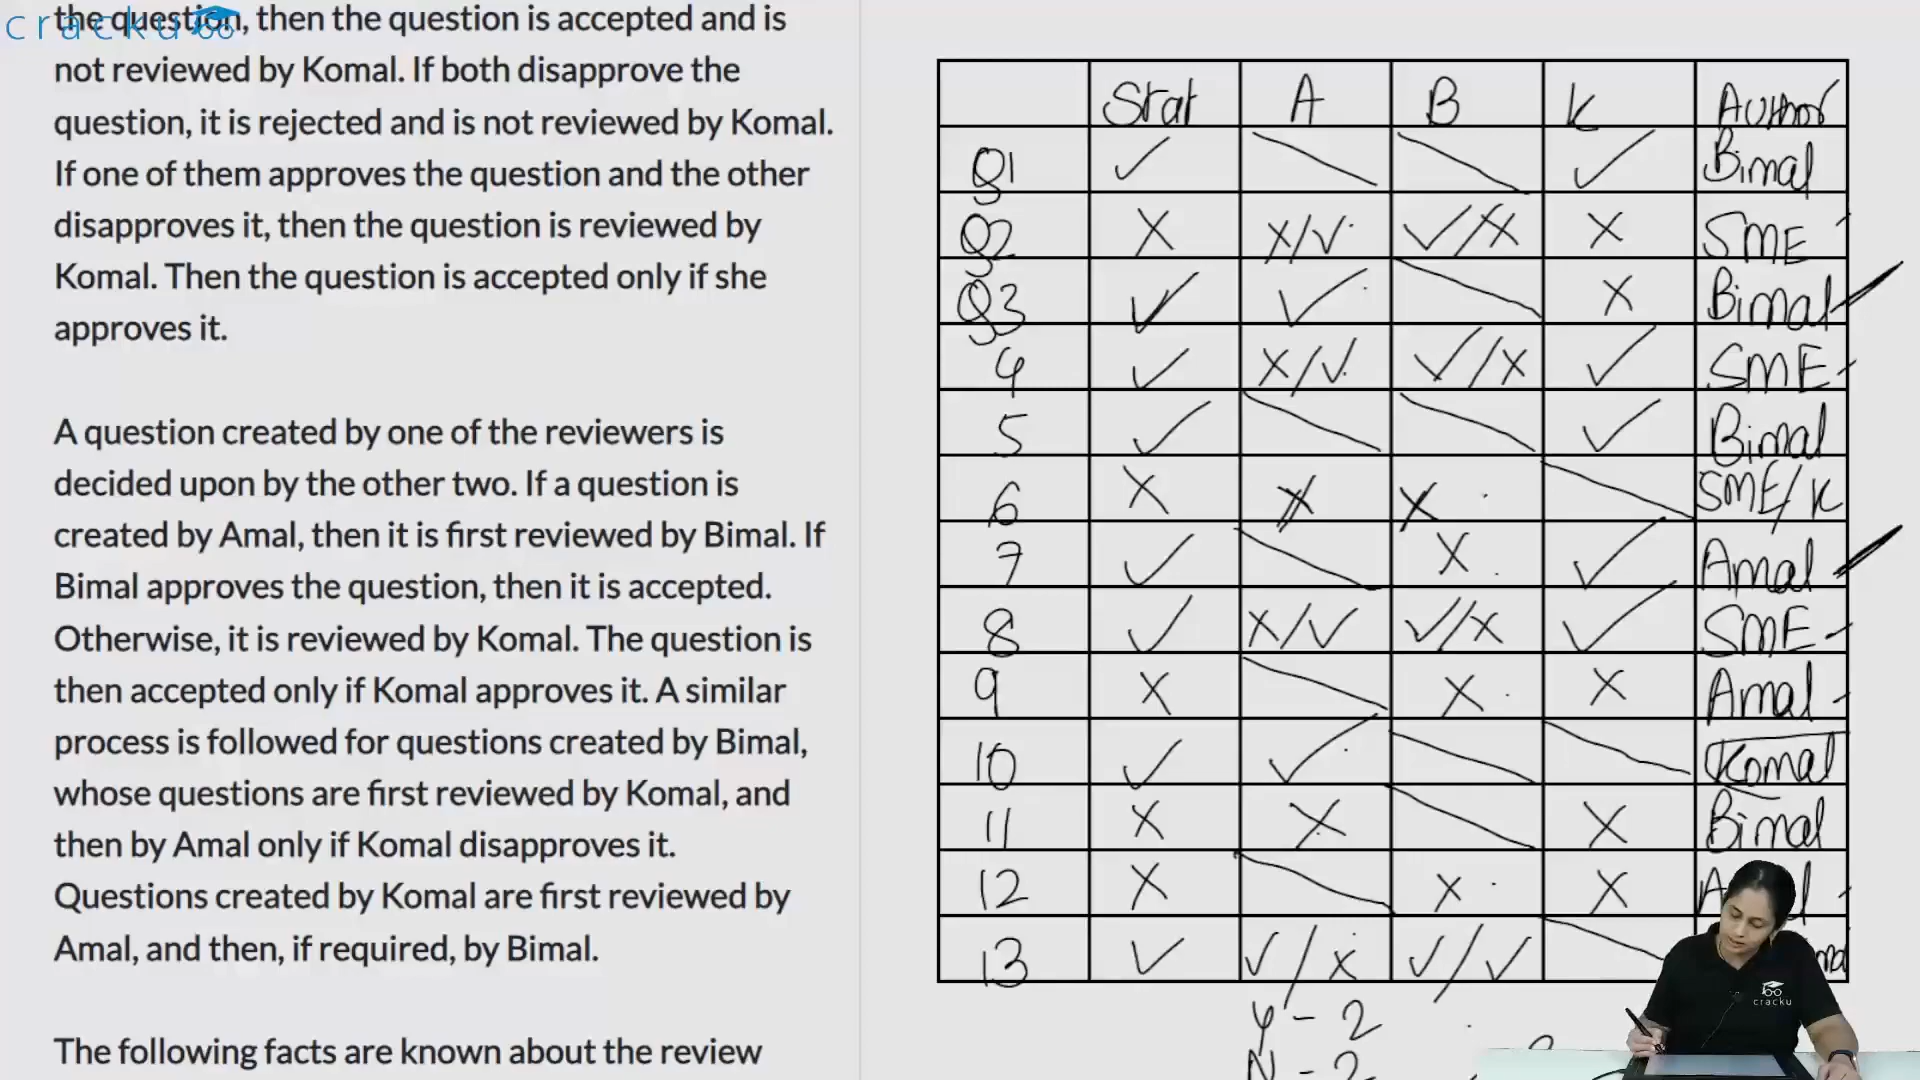 cracku
the question, then the question is accepted and is
not reviewed by Komal. If both disapprove the
question, it is rejected and is not reviewed by Komal.
If one of them approves the question and the other
disapproves it, then the question is reviewed by
Komal. Then the question is accepted only if she
approves it.
A question created by one of the reviewers is
decided upon by the other two. If a question is
created by Amal, then it is first reviewed by Bimal. If
Bimal approves the question, then it is accepted.
Otherwise, it is reviewed by Komal. The question is
then accepted only if Komal approves it. A similar
process is followed for questions created by Bimal,
whose questions are first reviewed by Komal, and
then by Amal only if Komal disapproves it.
Questions created by Komal are first reviewed by
Amal, and then, if required, by Bimal.
The following facts are known about the review
Stat A B K Author
Q1 ✓ ✓ Bimal
Q2 X X/✓ ✓/X X SME
Q3 ✓ ✓ X Bimal
4 ✓ X/✓ ✓/X ✓ SME
5 ✓ ✓ Bimal
6 X X X SME/K
7 ✓ X ✓ Amal
8 ✓ X/✓ ✓/X ✓ SME
9 X X X Amal
10 ✓ ✓ Komal
11 X X X Bimal
12 X X X
13 ✓ ✓/X ✓/✓
Y - 2
N - 2
cracku